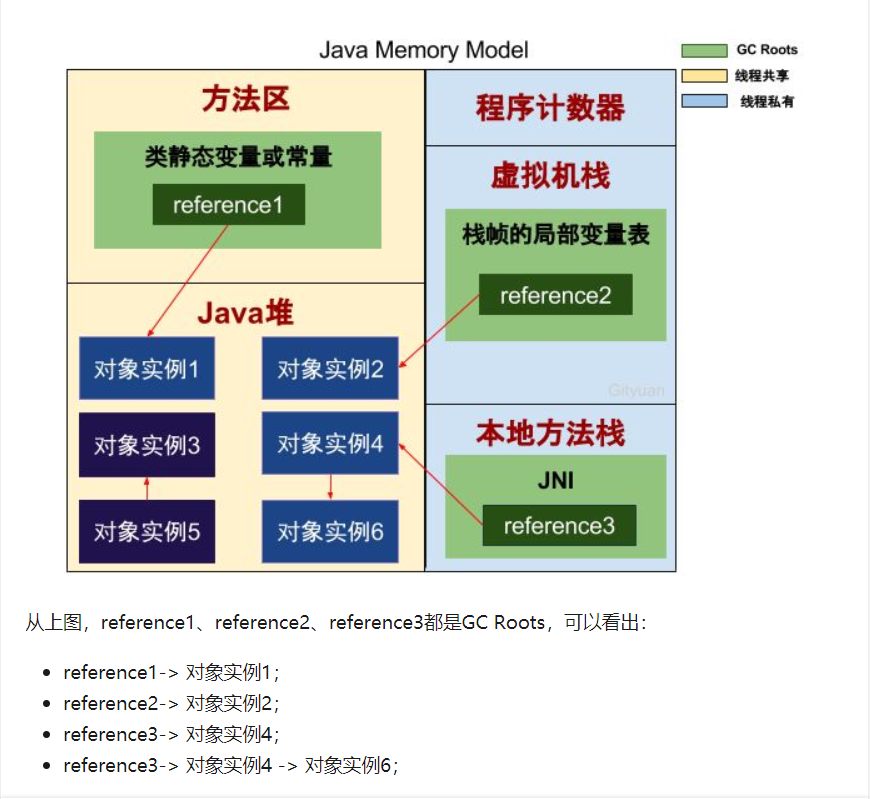 Java Memory Model
GC Roots
线程共享
线程私有
方法区
类静态变量或常量
reference1
程序计数器
虚拟机栈
栈帧的局部变量表
reference2
Gityuan
Java堆
对象实例1
对象实例2
对象实例3
对象实例4
对象实例5
对象实例6
本地方法栈
JNI
reference3
从上图，reference1、reference2、reference3都是GC Roots，可以看出：
• reference1-> 对象实例1；
• reference2-> 对象实例2；
• reference3-> 对象实例4；
• reference3-> 对象实例4 -> 对象实例6；